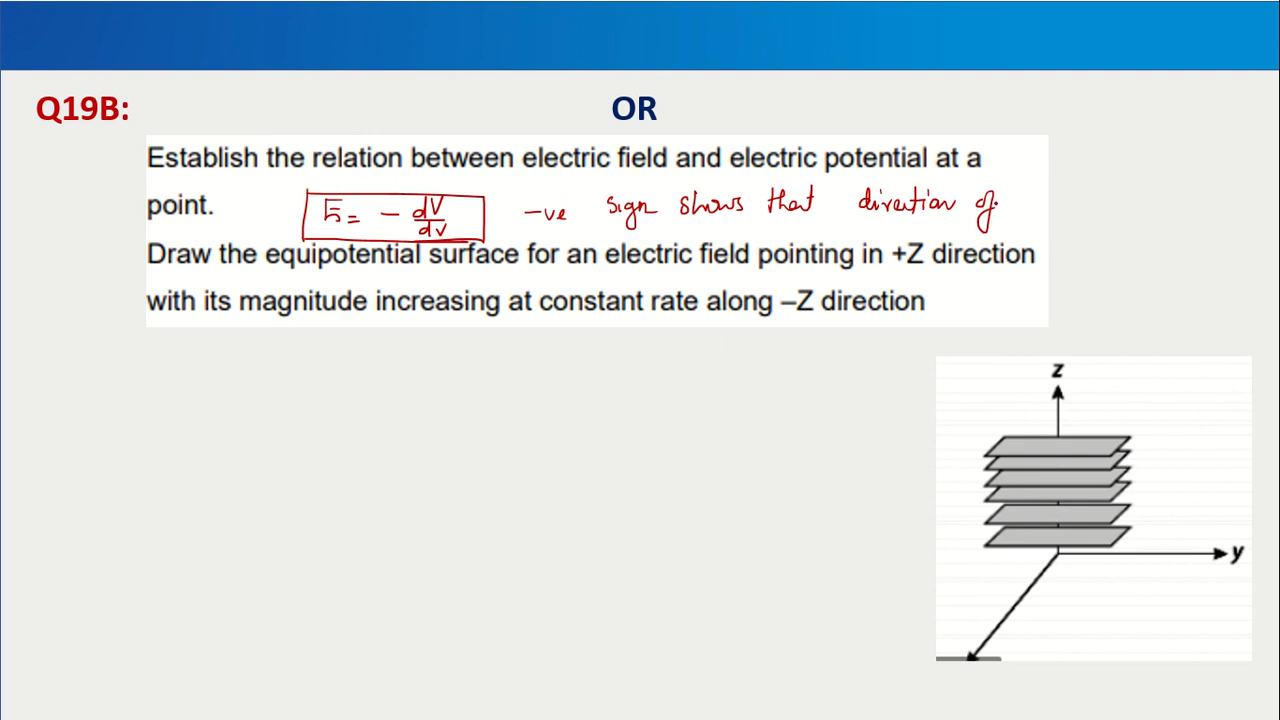 Q19B: OR
Establish the relation between electric field and electric potential at a
point. E = - dV/dr -ve sign shows that direction of
Draw the equipotential surface for an electric field pointing in +Z direction
with its magnitude increasing at constant rate along –Z direction
z
y